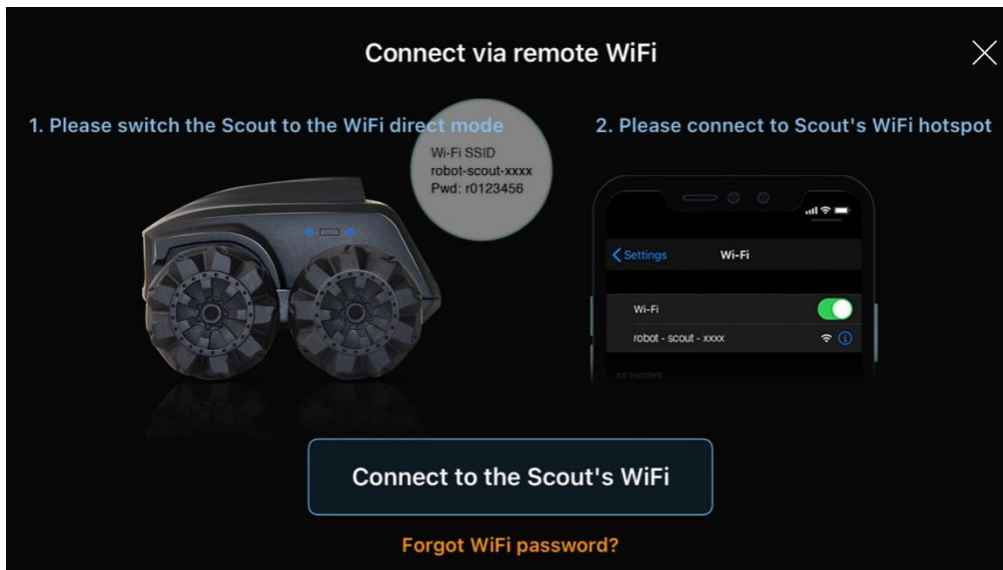 Connect via remote WiFi
1. Please switch the Scout to the WiFi direct mode
Wi-Fi SSID
robot-scout-xxxx
Pwd: r0123456
2. Please connect to Scout's WiFi hotspot
Settings
Wi-Fi
Wi-Fi
robot - scout - xxxx
NETWORKS
Connect to the Scout's WiFi
Forgot WiFi password?